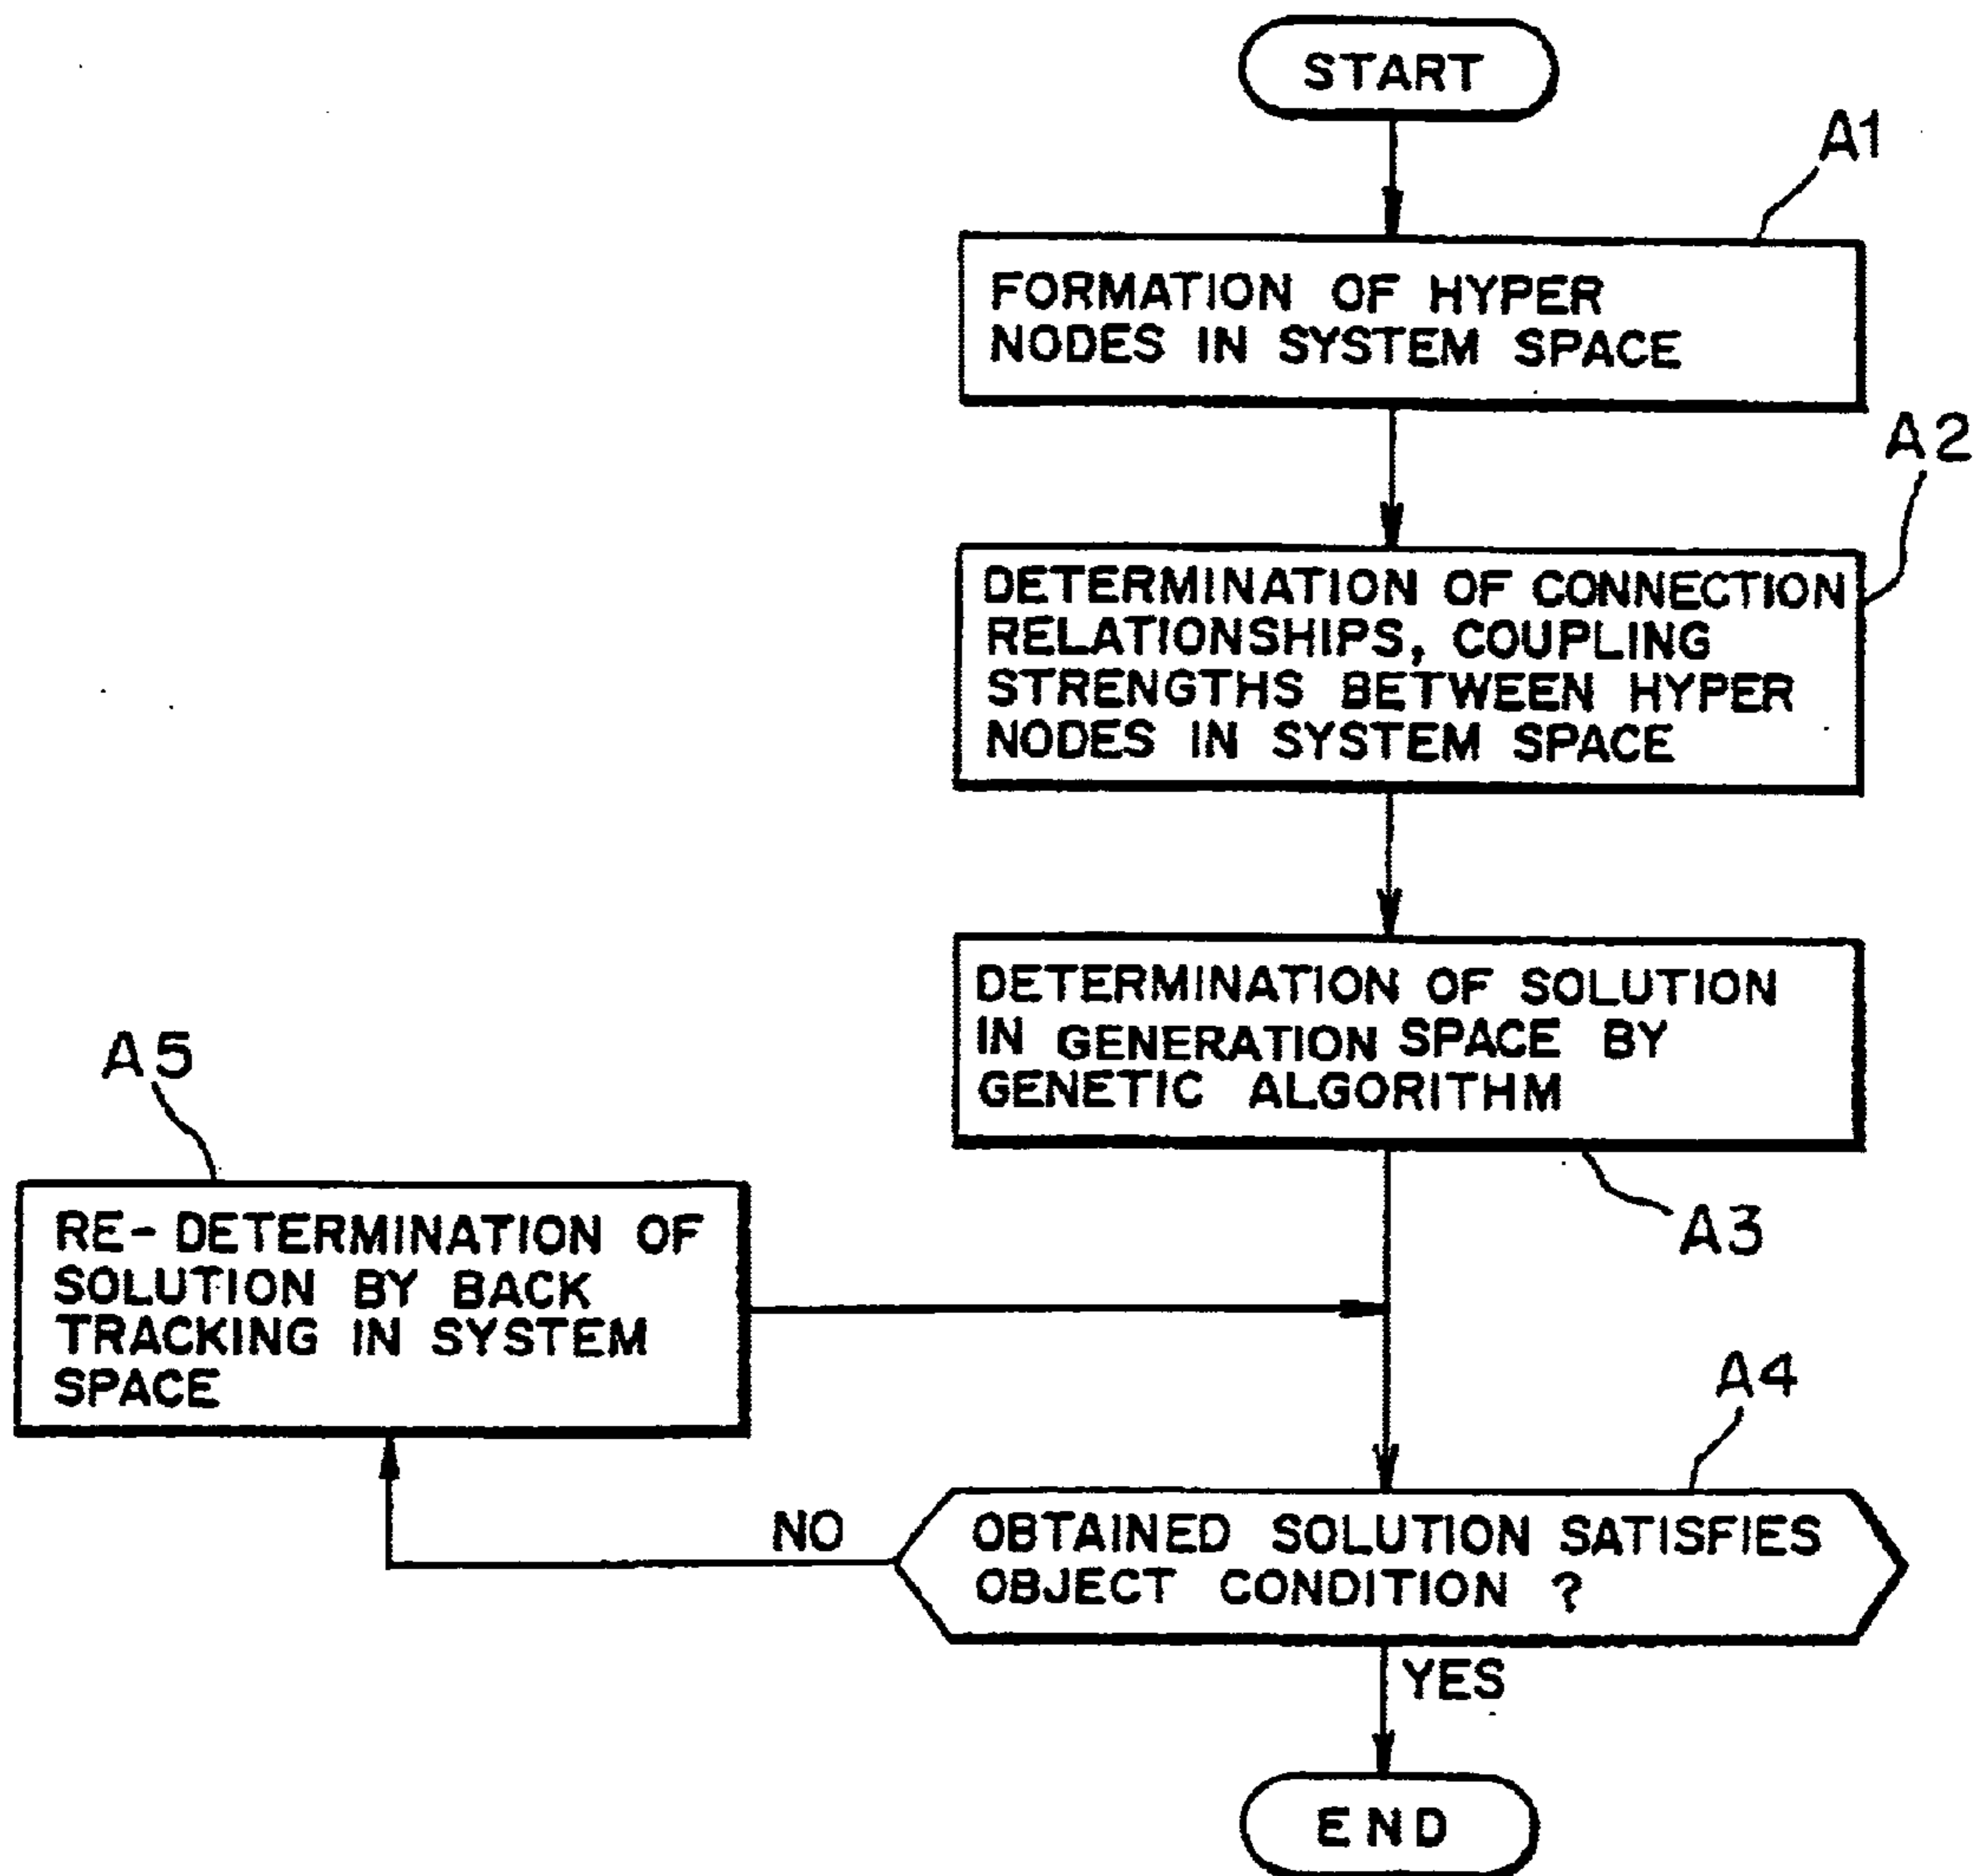 START
A1
FORMATION OF HYPER
NODES IN SYSTEM SPACE
A2
DETERMINATION OF CONNECTION
RELATIONSHIPS, COUPLING
STRENGTHS BETWEEN HYPER
NODES IN SYSTEM SPACE
DETERMINATION OF SOLUTION
IN GENERATION SPACE BY
GENETIC ALGORITHM
A3
A5
RE-DETERMINATION OF
SOLUTION BY BACK
TRACKING IN SYSTEM
SPACE
A4
NO
OBTAINED SOLUTION SATISFIES
OBJECT CONDITION ?
YES
END